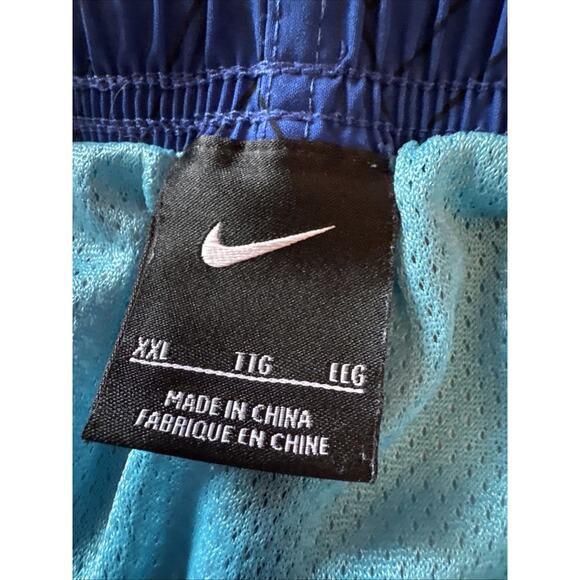 XXL TTG EEG
MADE IN CHINA
FABRIQUE EN CHINE